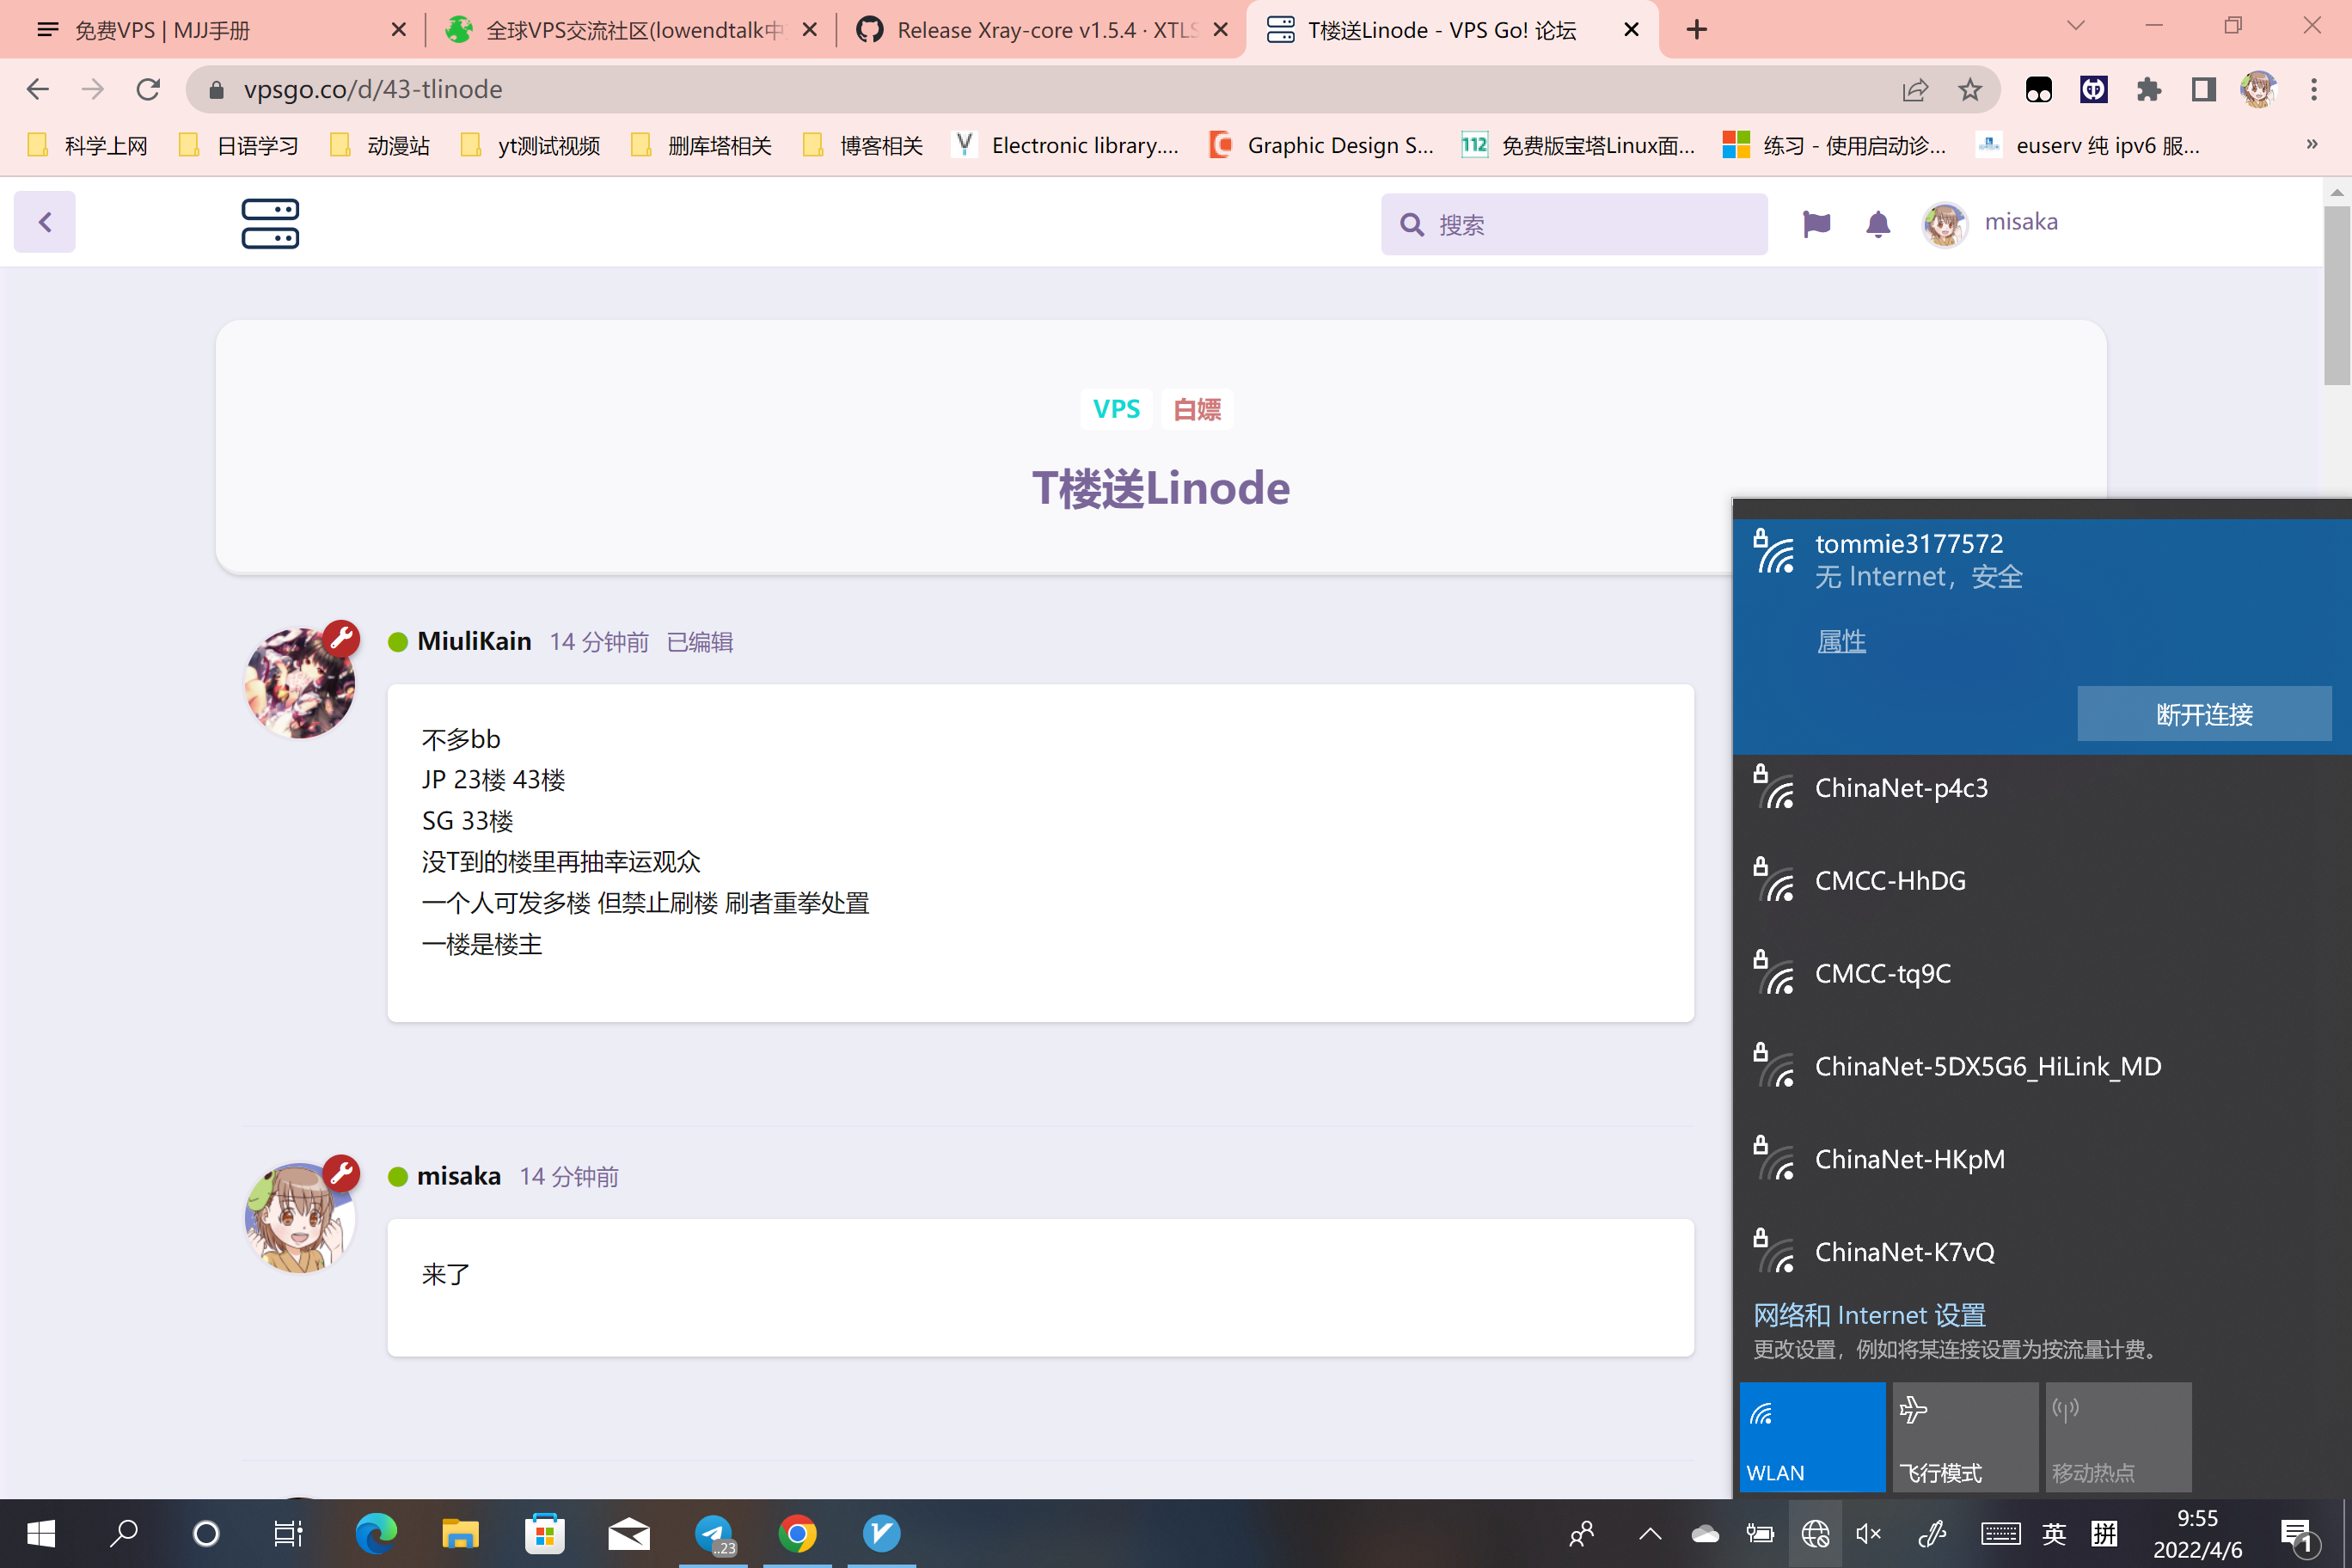 免费VPS | MJJ手册
全球VPS交流社区(lowendtalk中
Release Xray-core v1.5.4 · XTLS
T楼送Linode - VPS Go! 论坛
vpsgo.co/d/43-tlinode
科学上网
日语学习
动漫站
yt测试视频
删库塔相关
博客相关
Electronic library....
Graphic Design S...
112
免费版宝塔Linux面...
练习 - 使用启动诊...
euserv 纯 ipv6 服...
»
搜索
misaka
VPS 白嫖
T楼送Linode
MiuliKain 14 分钟前 已编辑
不多bb
JP 23楼 43楼
SG 33楼
没T到的楼里再抽幸运观众
一个人可发多楼 但禁止刷楼 刷者重拳处置
一楼是楼主
misaka 14 分钟前
来了
tommie3177572
无 Internet，安全
属性
断开连接
ChinaNet-p4c3
CMCC-HhDG
CMCC-tq9C
ChinaNet-5DX5G6_HiLink_MD
ChinaNet-HKpM
ChinaNet-K7vQ
网络和 Internet 设置
更改设置，例如将某连接设置为按流量计费。
WLAN
飞行模式
移动热点
..23
英
拼
9:55
2022/4/6
1